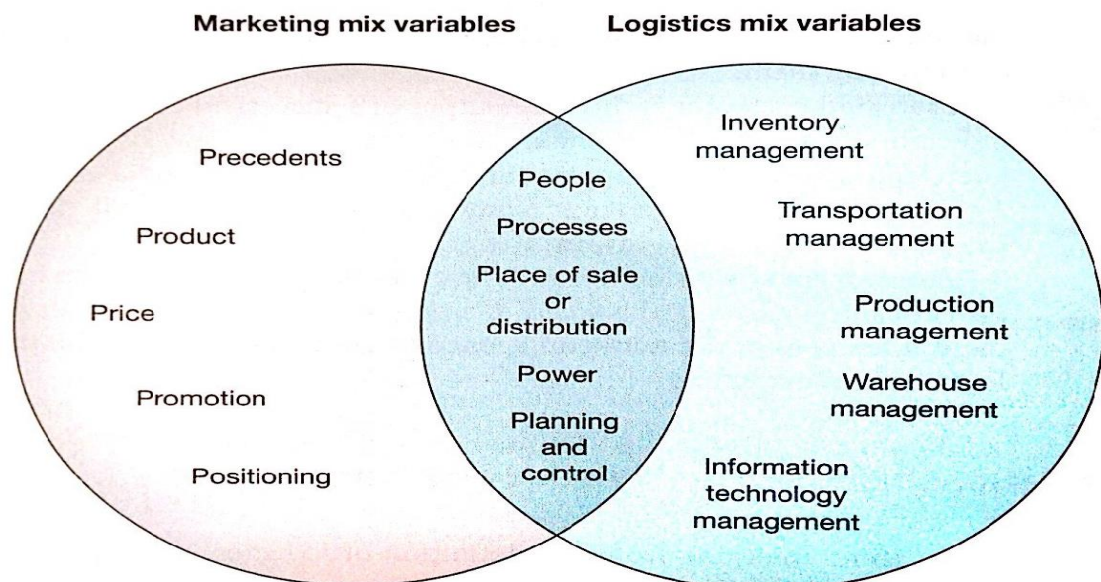 Marketing mix variables
Logistics mix variables
Precedents
Product
Price
Promotion
Positioning
People
Processes
Place of sale
or
distribution
Power
Planning
and
control
Inventory
management
Transportation
management
Production
management
Warehouse
management
Information
technology
management